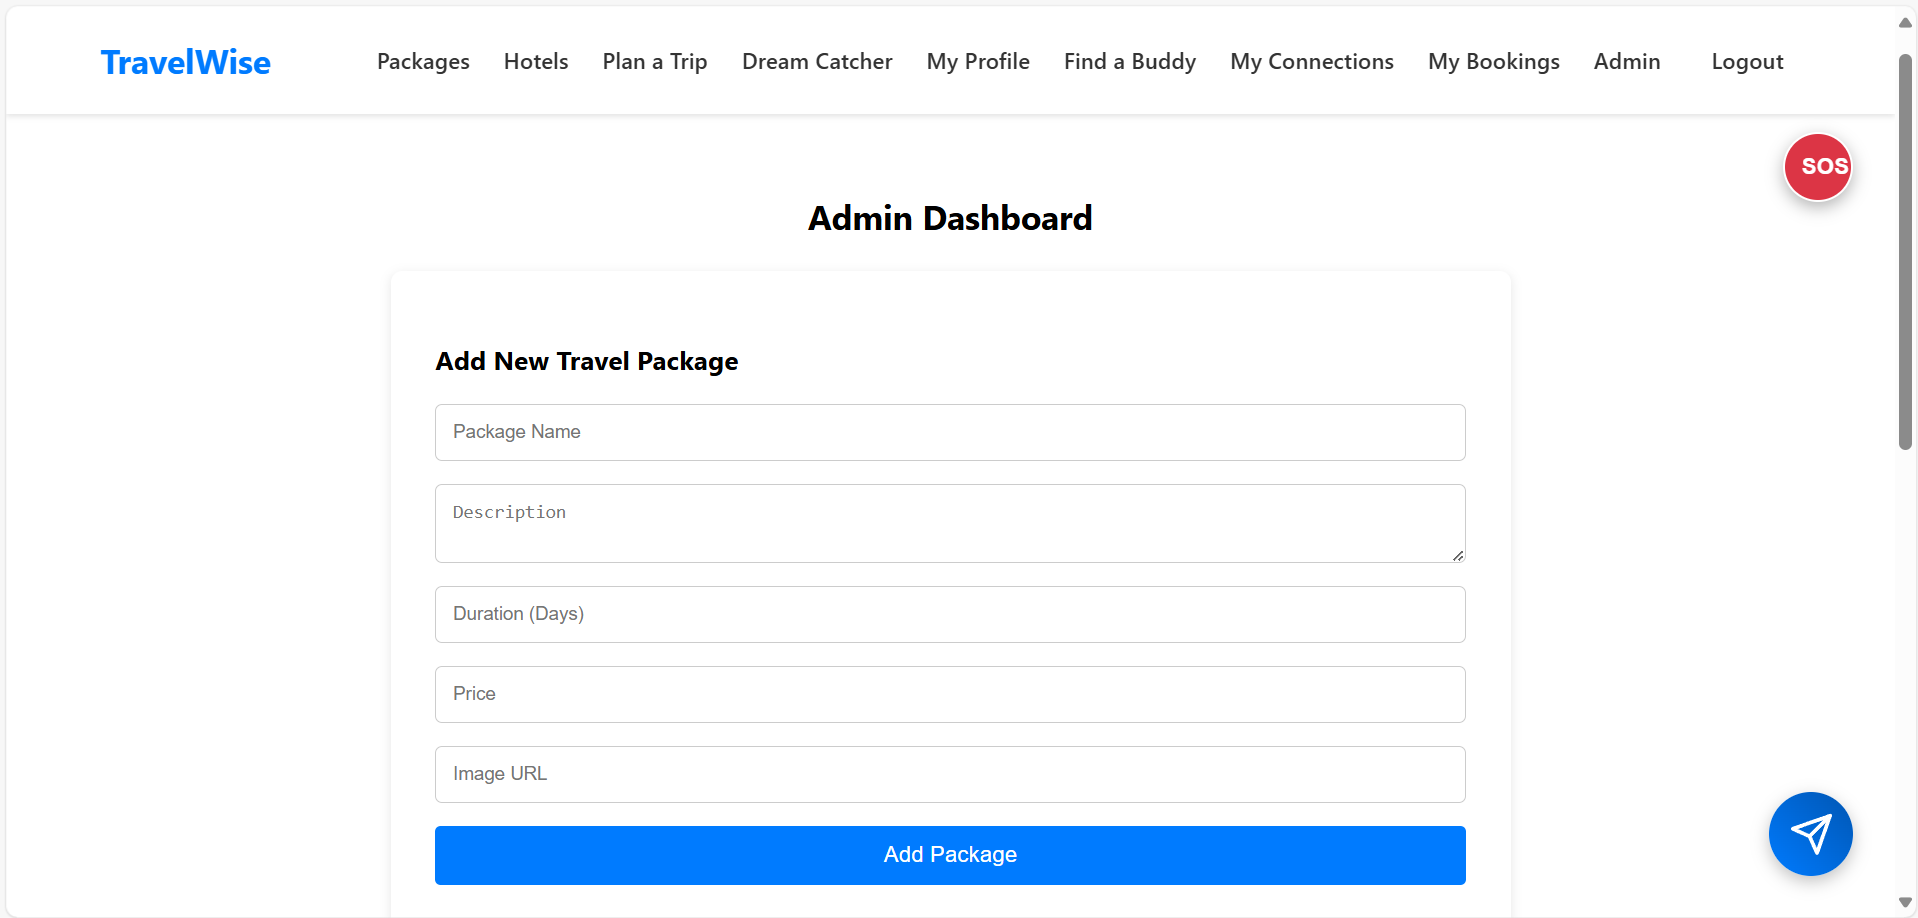 TravelWise Packages Hotels Plan a Trip Dream Catcher My Profile Find a Buddy My Connections My Bookings Admin Logout
SOS
Admin Dashboard
Add New Travel Package
Package Name
Description
Duration (Days)
Price
Image URL
Add Package